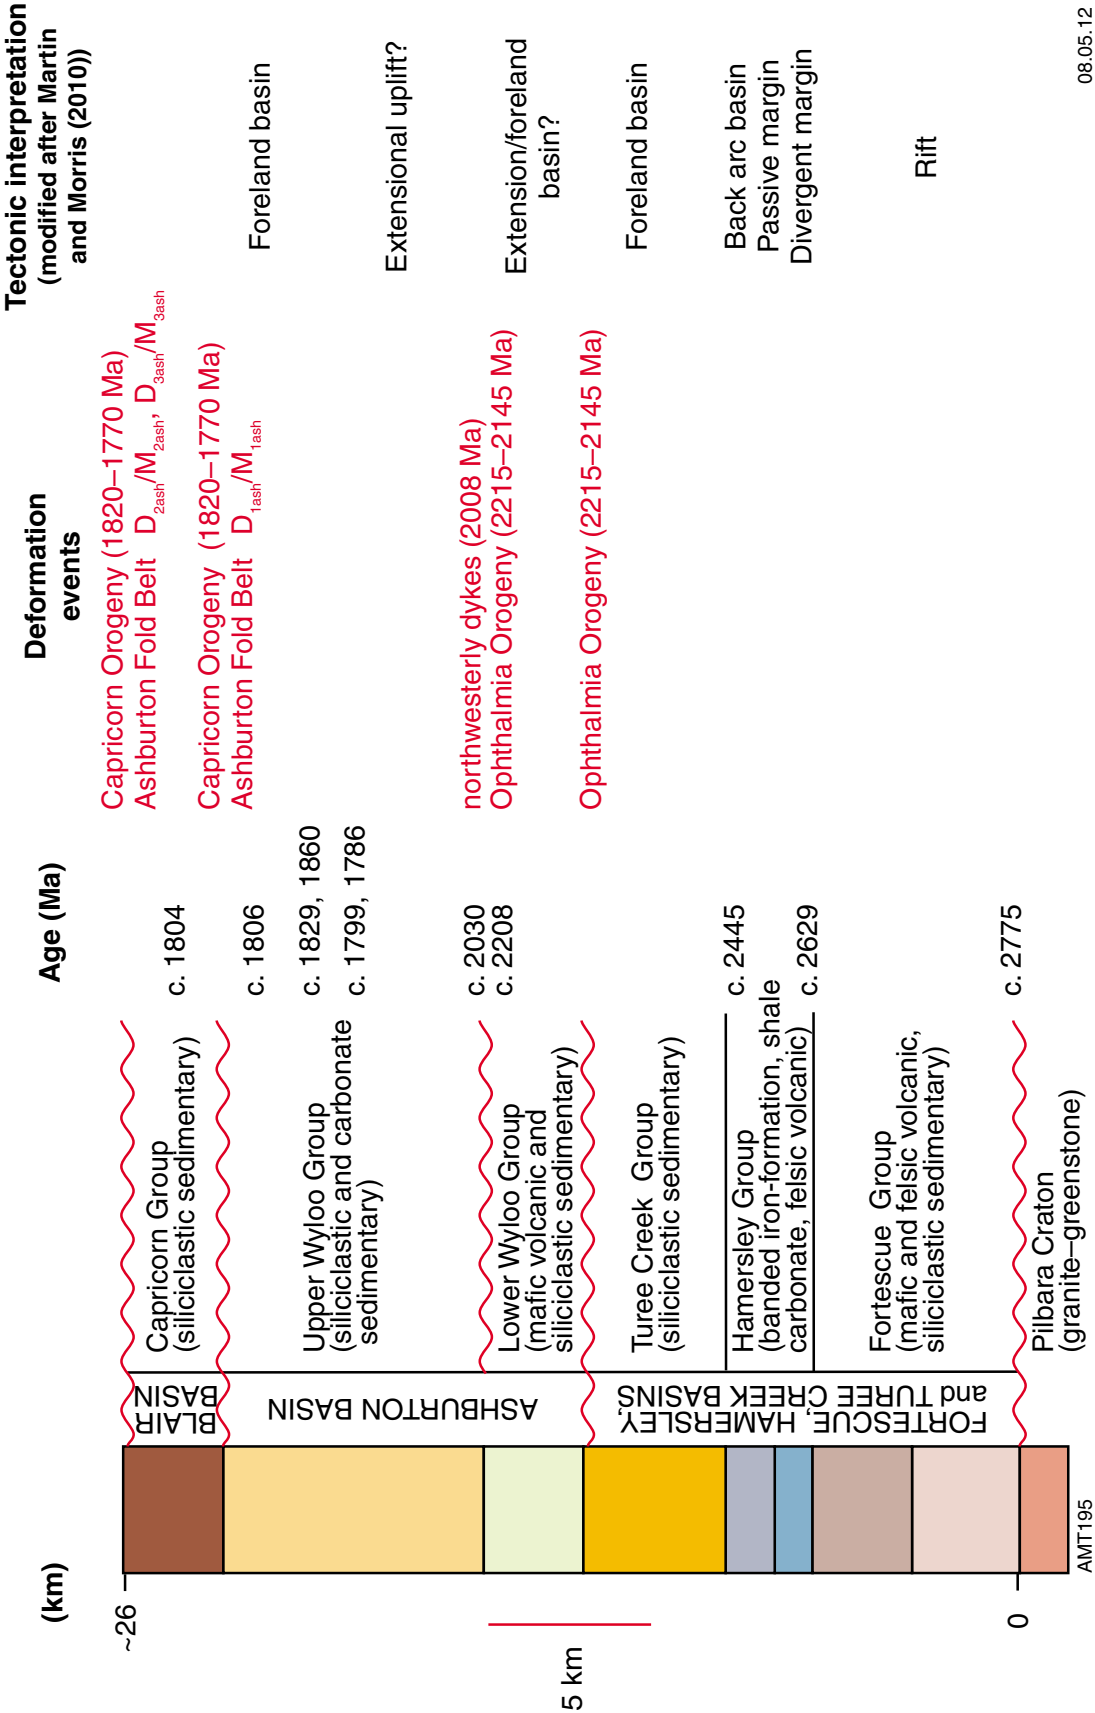 (km)
Age (Ma)
Deformation
events
Tectonic interpretation
(modified after Martin
and Morris (2010))
~26
0
5 km
BLAIR
BASIN
ASHBURTON BASIN
FORTESCUE, HAMERSLEY,
and TUREE CREEK BASINS
Capricorn Group
(siliciclastic sedimentary)
c. 1804
Capricorn Orogeny (1820–1770 Ma)
Ashburton Fold Belt D2ash/M2ash, D3ash/M3ash
Capricorn Orogeny (1820–1770 Ma)
Ashburton Fold Belt D1ash/M1ash
c. 1806
Foreland basin
Upper Wyloo Group
(siliciclastic and carbonate
sedimentary)
c. 1829, 1860
c. 1799, 1786
Extensional uplift?
c. 2030
c. 2208
northwesterly dykes (2008 Ma)
Ophthalmia Orogeny (2215–2145 Ma)
Lower Wyloo Group
(mafic volcanic and
siliciclastic sedimentary)
Extension/foreland
basin?
Ophthalmia Orogeny (2215–2145 Ma)
Turee Creek Group
(siliciclastic sedimentary)
Foreland basin
Hamersley Group
(banded iron-formation, shale
carbonate, felsic volcanic)
c. 2445
c. 2629
Back arc basin
Passive margin
Divergent margin
Fortescue Group
(mafic and felsic volcanic,
siliciclastic sedimentary)
Rift
c. 2775
Pilbara Craton
(granite–greenstone)
AMT195
08.05.12